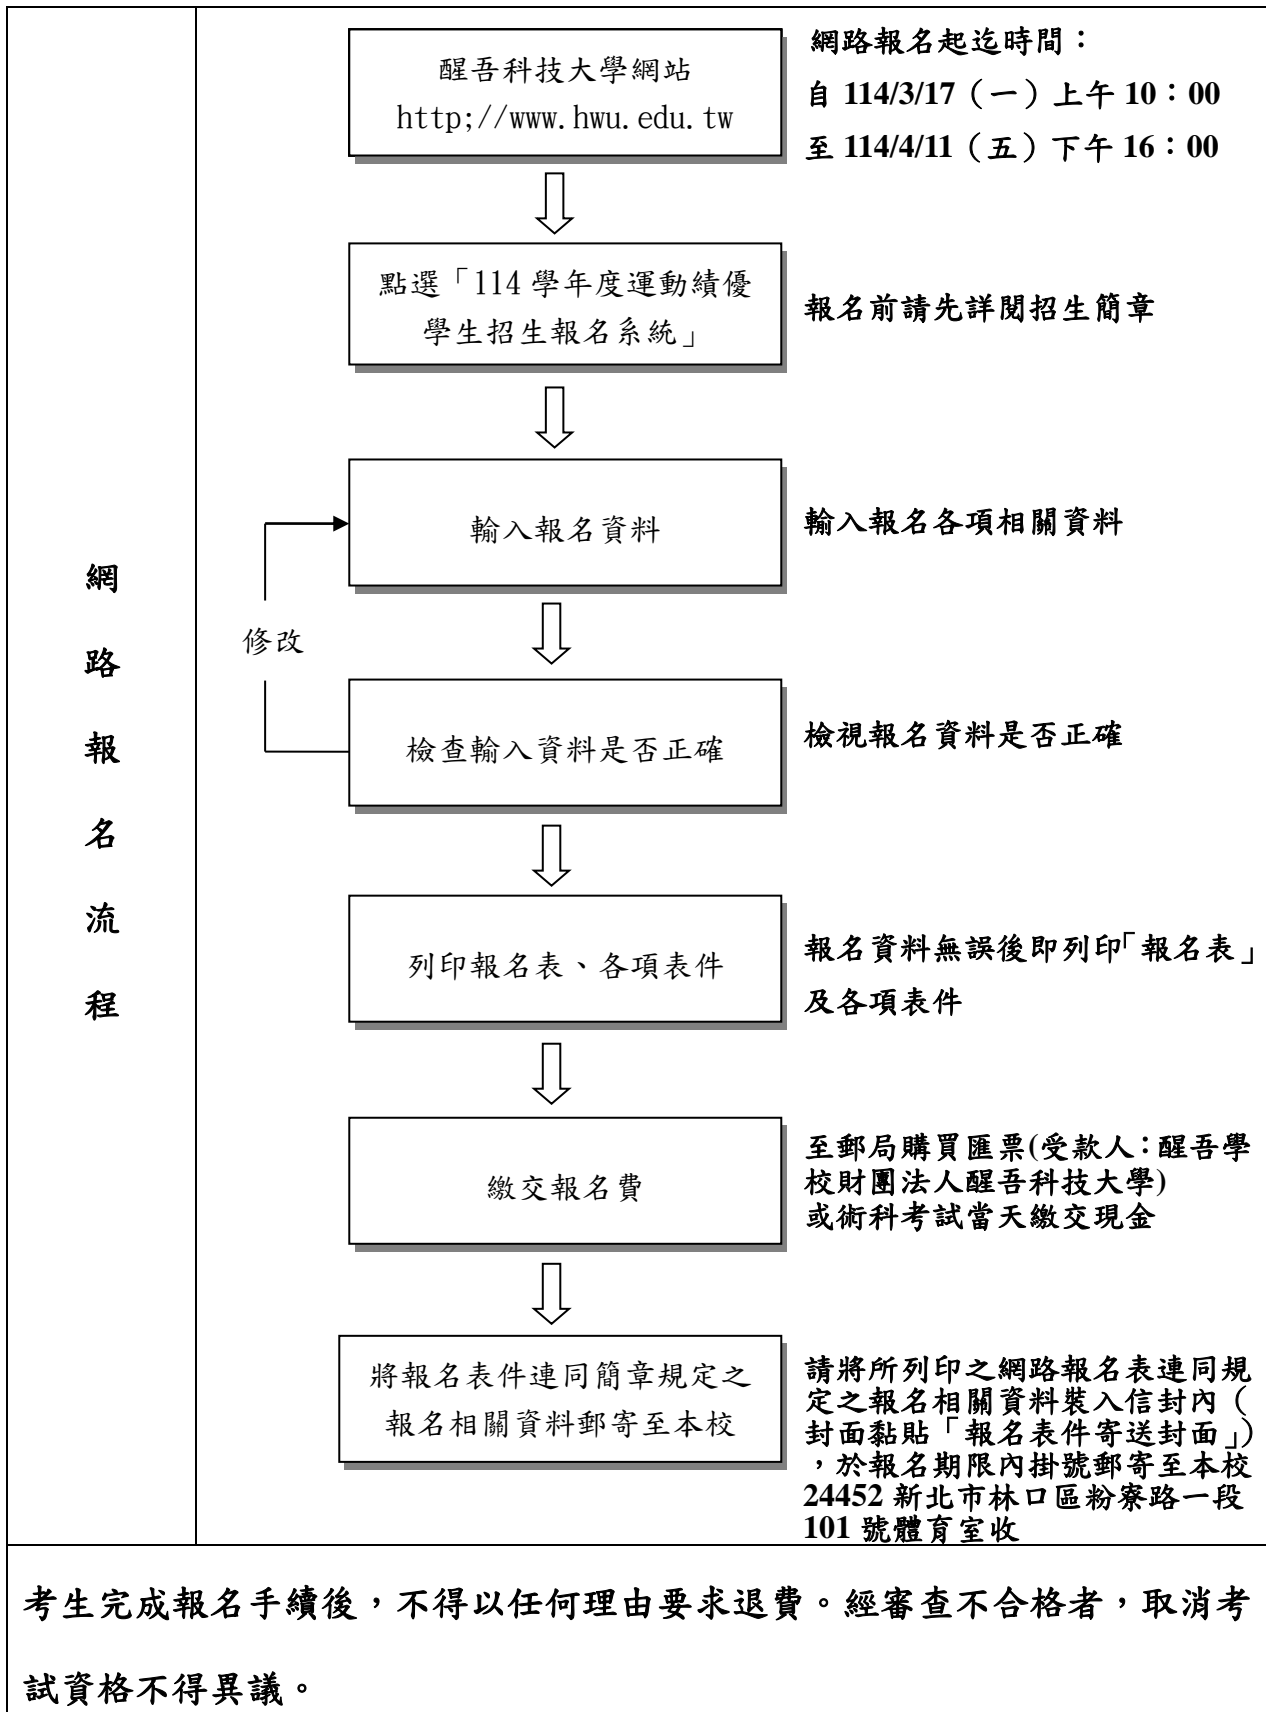 網路報名流程
醒吾科技大學網站
http;//www.hwu.edu.tw
網路報名起迄時間：
自 114/3/17（一）上午 10：00
至 114/4/11（五）下午 16：00
點選「114 學年度運動績優
學生招生報名系統」
報名前請先詳閱招生簡章
輸入報名資料
輸入報名各項相關資料
修改
檢查輸入資料是否正確
檢視報名資料是否正確
列印報名表、各項表件
報名資料無誤後即列印「報名表」
及各項表件
繳交報名費
至郵局購買匯票(受款人：醒吾學
校財團法人醒吾科技大學)
或術科考試當天繳交現金
將報名表件連同簡章規定之
報名相關資料郵寄至本校
請將所列印之網路報名表連同規
定之報名相關資料裝入信封內（
封面黏貼「報名表件寄送封面」）
，於報名期限內掛號郵寄至本校
24452 新北市林口區粉寮路一段
101 號體育室收
考生完成報名手續後，不得以任何理由要求退費。經審查不合格者，取消考
試資格不得異議。